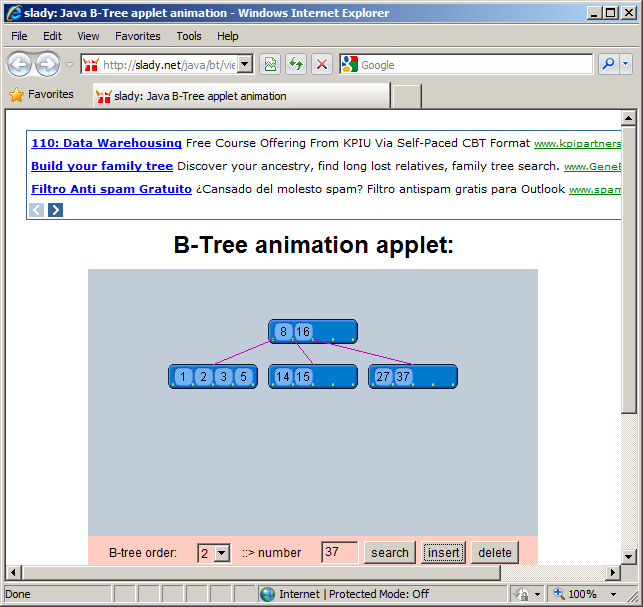 slady: Java B-Tree applet animation - Windows Internet Explorer
File Edit View Favorites Tools Help
http://slady.net/java/bt/vie Google
Favorites slady: Java B-Tree applet animation
110: Data Warehousing Free Course Offering From KPIU Via Self-Paced CBT Format www.kpipartners
Build your family tree Discover your ancestry, find long lost relatives, family tree search. www.GeneB
Filtro Anti spam Gratuito ¿Cansado del molesto spam? Filtro antispam gratis para Outlook www.spam
B-Tree animation applet:
8 16
1 2 3 5 14 15 27 37
B-tree order: 2 ::> number 37 search insert delete
Done Internet | Protected Mode: Off 100%